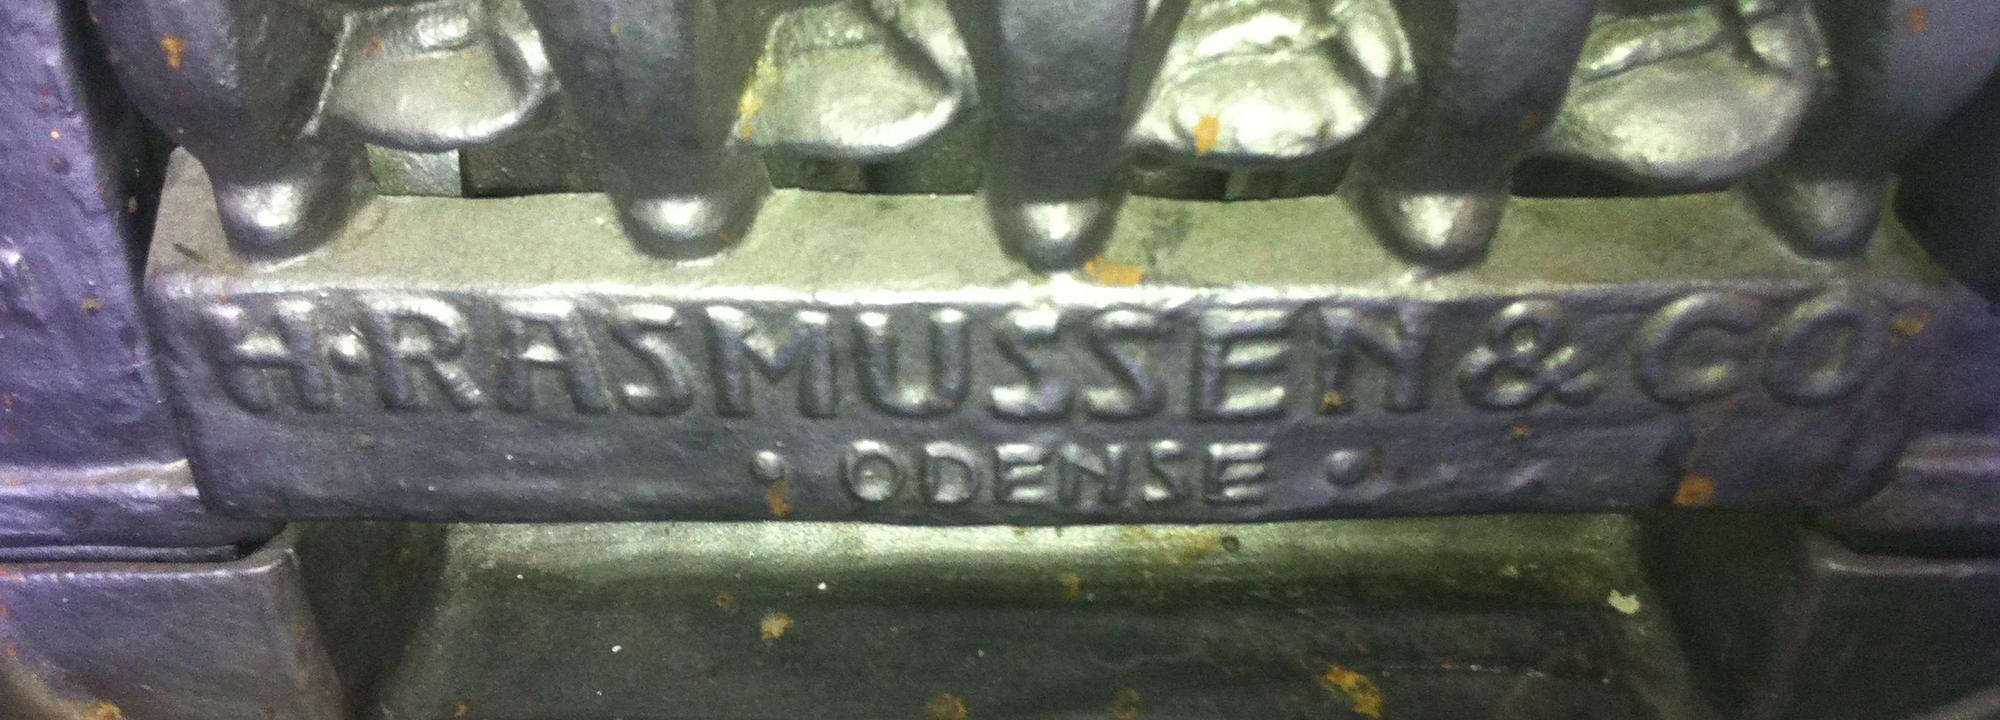 H·RASMUSSEN & CO
· ODENSE ·